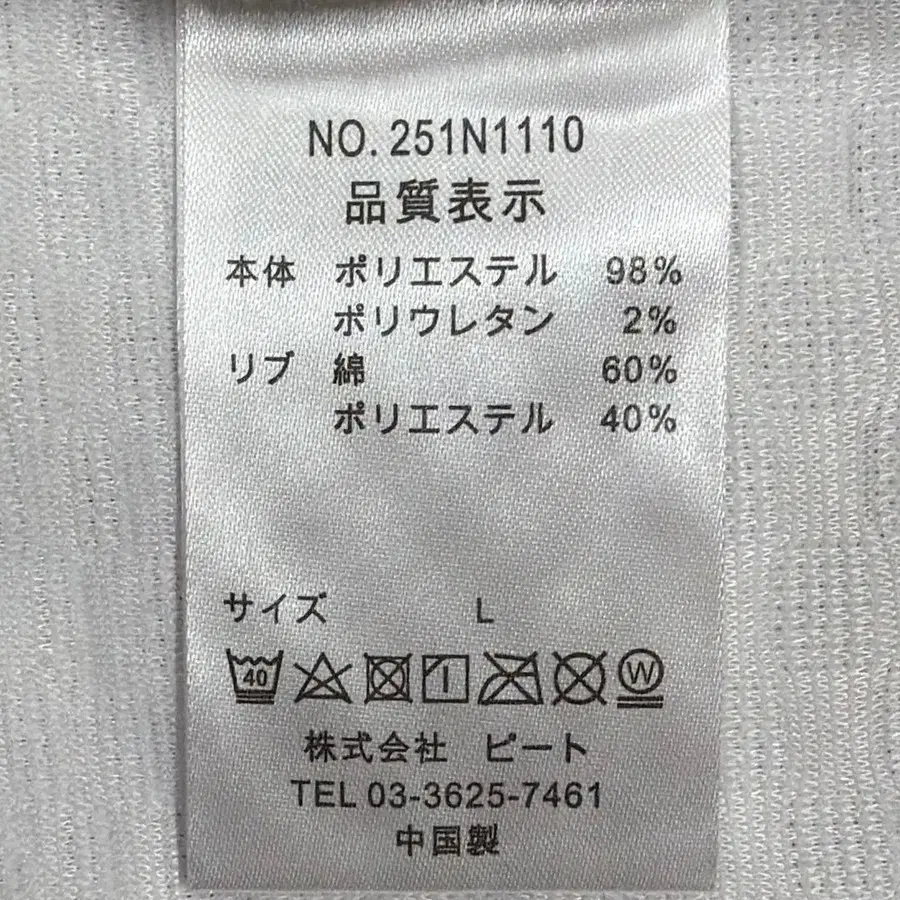 NO. 251N1110
品質表示
本体 ポリエステル 98%
ポリウレタン 2%
リブ 綿 60%
ポリエステル 40%
サイズ L
40 W
株式会社 ピート
TEL 03-3625-7461
中国製